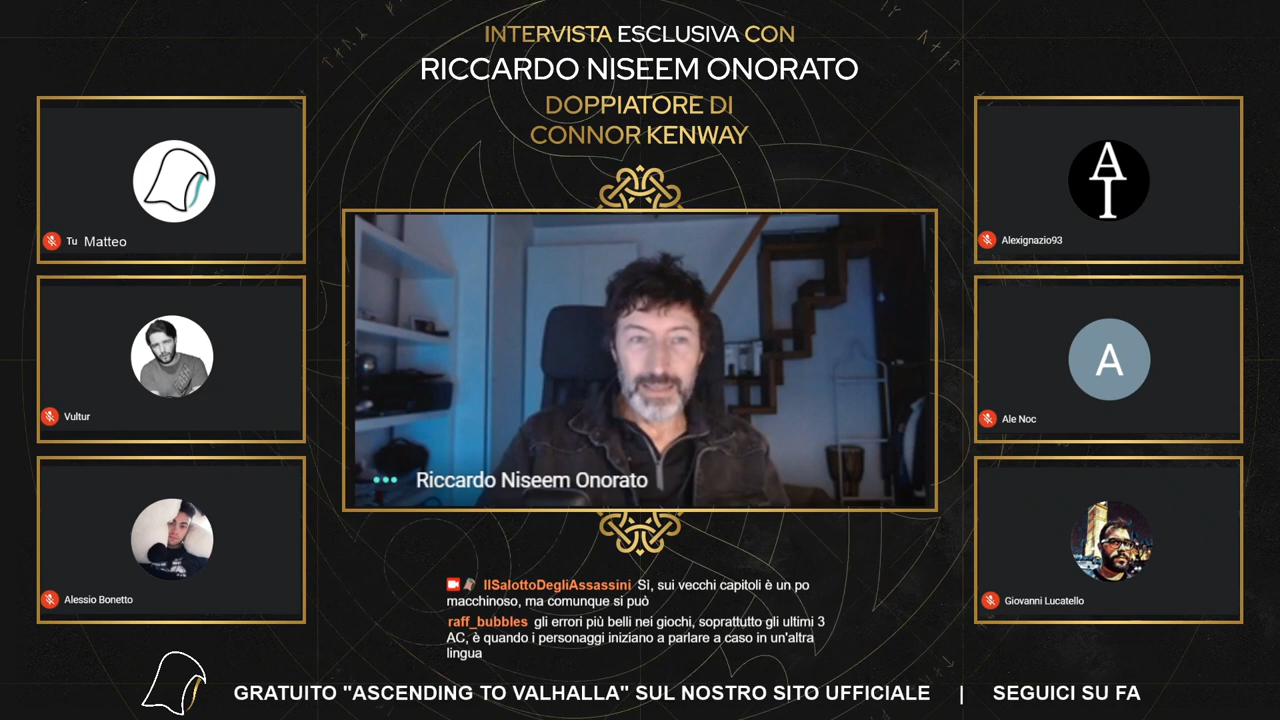 INTERVISTA ESCLUSIVA CON
RICCARDO NISEEM ONORATO
DOPPIATORE DI
CONNOR KENWAY
Tu Matteo
Vultur
Alessio Bonetto
Riccardo Niseem Onorato
A
I
Alexignazio93
A
Ale Noc
Giovanni Lucatello
IlSalottoDegliAssassini Sì, sui vecchi capitoli è un po
macchinoso, ma comunque si può
raff_bubbles gli errori più belli nei giochi, soprattutto gli ultimi 3
AC, è quando i personaggi iniziano a parlare a caso in un'altra
lingua
GRATUITO "ASCENDING TO VALHALLA" SUL NOSTRO SITO UFFICIALE | SEGUICI SU FA